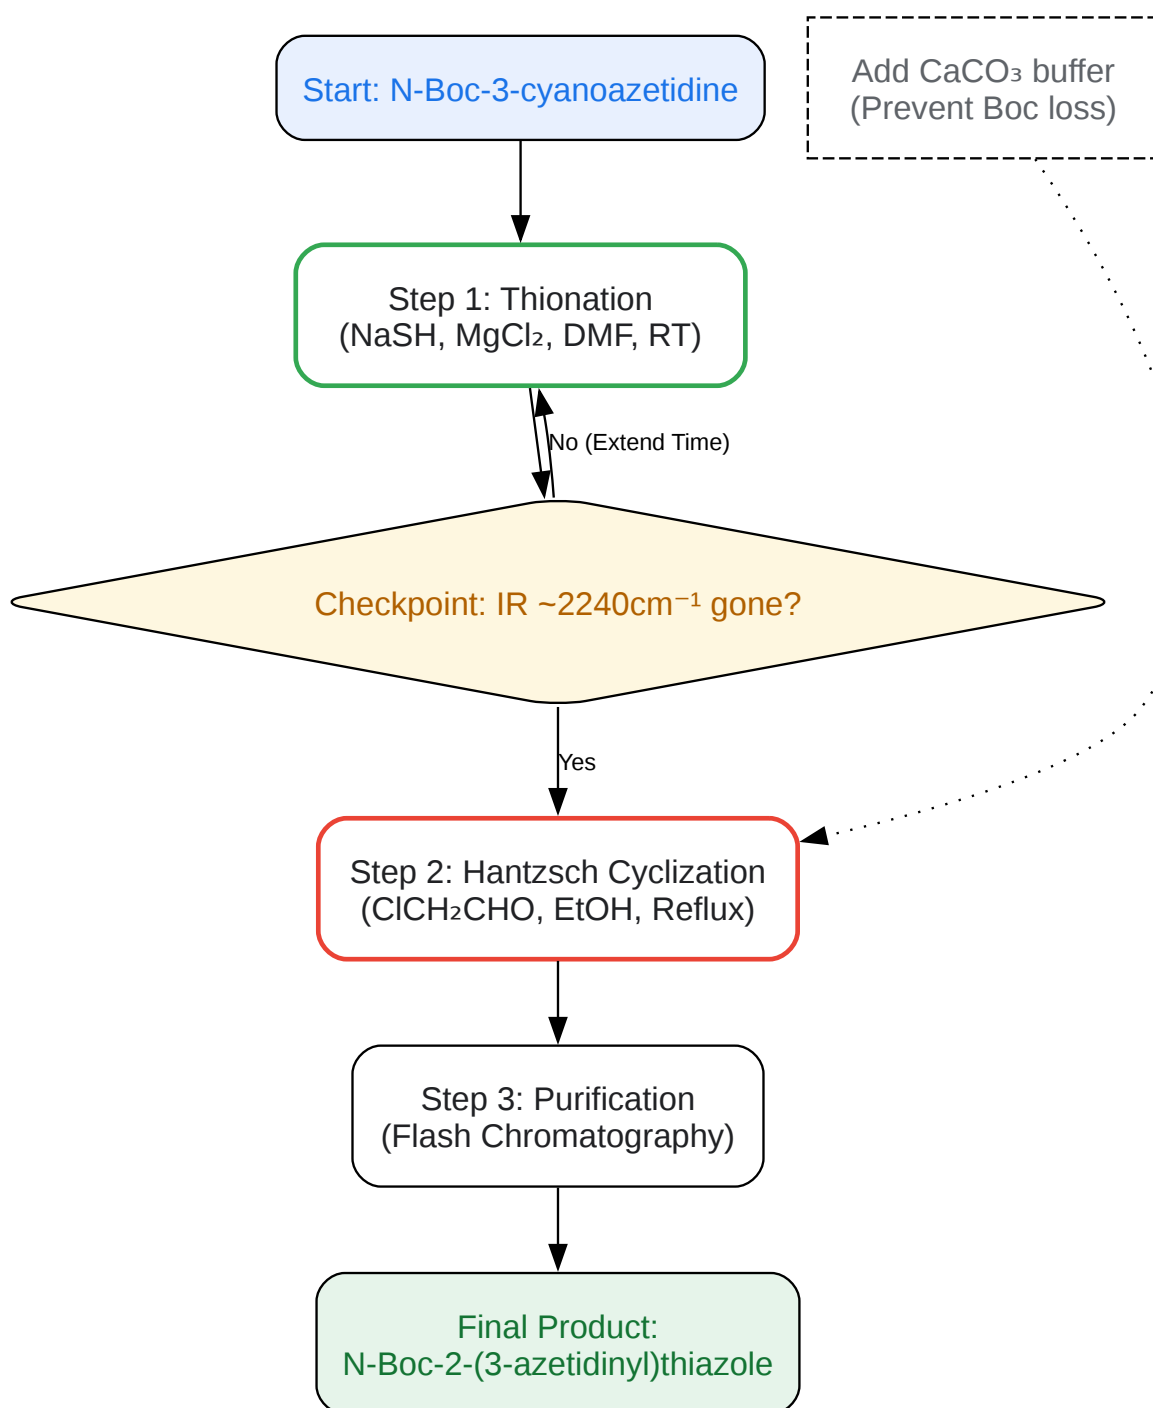 Start: N-Boc-3-cyanoazetidine
Add CaCO₃ buffer
(Prevent Boc loss)
Step 1: Thionation
(NaSH, MgCl₂, DMF, RT)
No (Extend Time)
Checkpoint: IR ~2240cm⁻¹ gone?
Yes
Step 2: Hantzsch Cyclization
(ClCH₂CHO, EtOH, Reflux)
Step 3: Purification
(Flash Chromatography)
Final Product:
N-Boc-2-(3-azetidinyl)thiazole